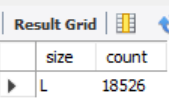 Result Grid
size count
L 18526